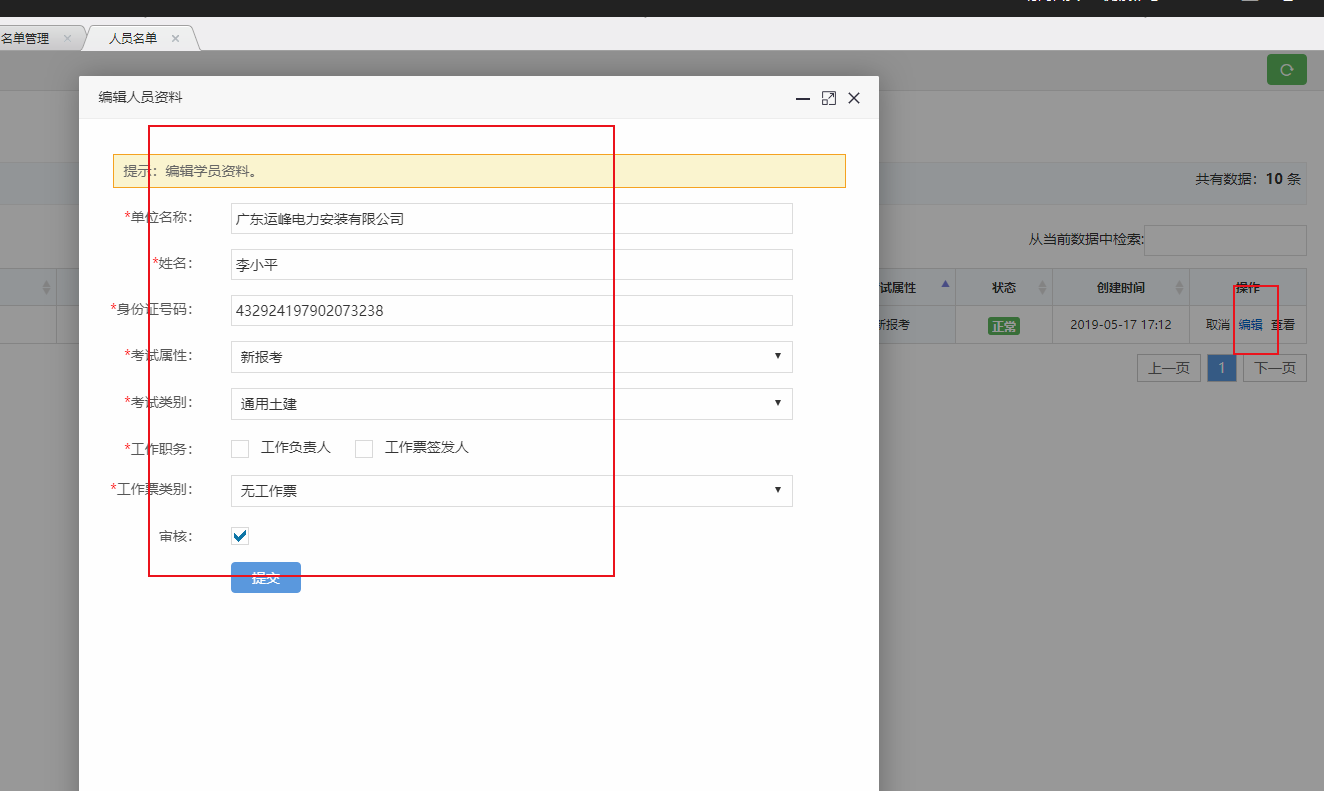 名单管理 ×
人员名单 ×
编辑人员资料
提示：编辑学员资料。
*单位名称： 广东运峰电力安装有限公司
*姓名： 李小平
*身份证号码： 432924197902073238
*考试属性： 新报考
*考试类别： 通用土建
*工作职务： 工作负责人 工作票签发人
*工作票类别： 无工作票
审核：
提交
共有数据：10 条
从当前数据中检索:
试属性 状态 创建时间 操作
新报考 正常 2019-05-17 17:12 取消 编辑 查看
上一页 1 下一页